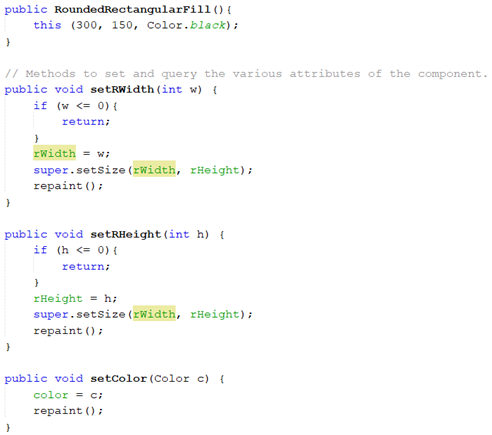 public RoundedRectangularFill(){
    this (300, 150, Color.black);
}

// Methods to set and query the various attributes of the component.
public void setRWidth(int w) {
    if (w <= 0){
        return;
    }
    rWidth = w;
    super.setSize(rWidth, rHeight);
    repaint();
}

public void setRHeight(int h) {
    if (h <= 0){
        return;
    }
    rHeight = h;
    super.setSize(rWidth, rHeight);
    repaint();
}

public void setColor(Color c) {
    color = c;
    repaint();
}